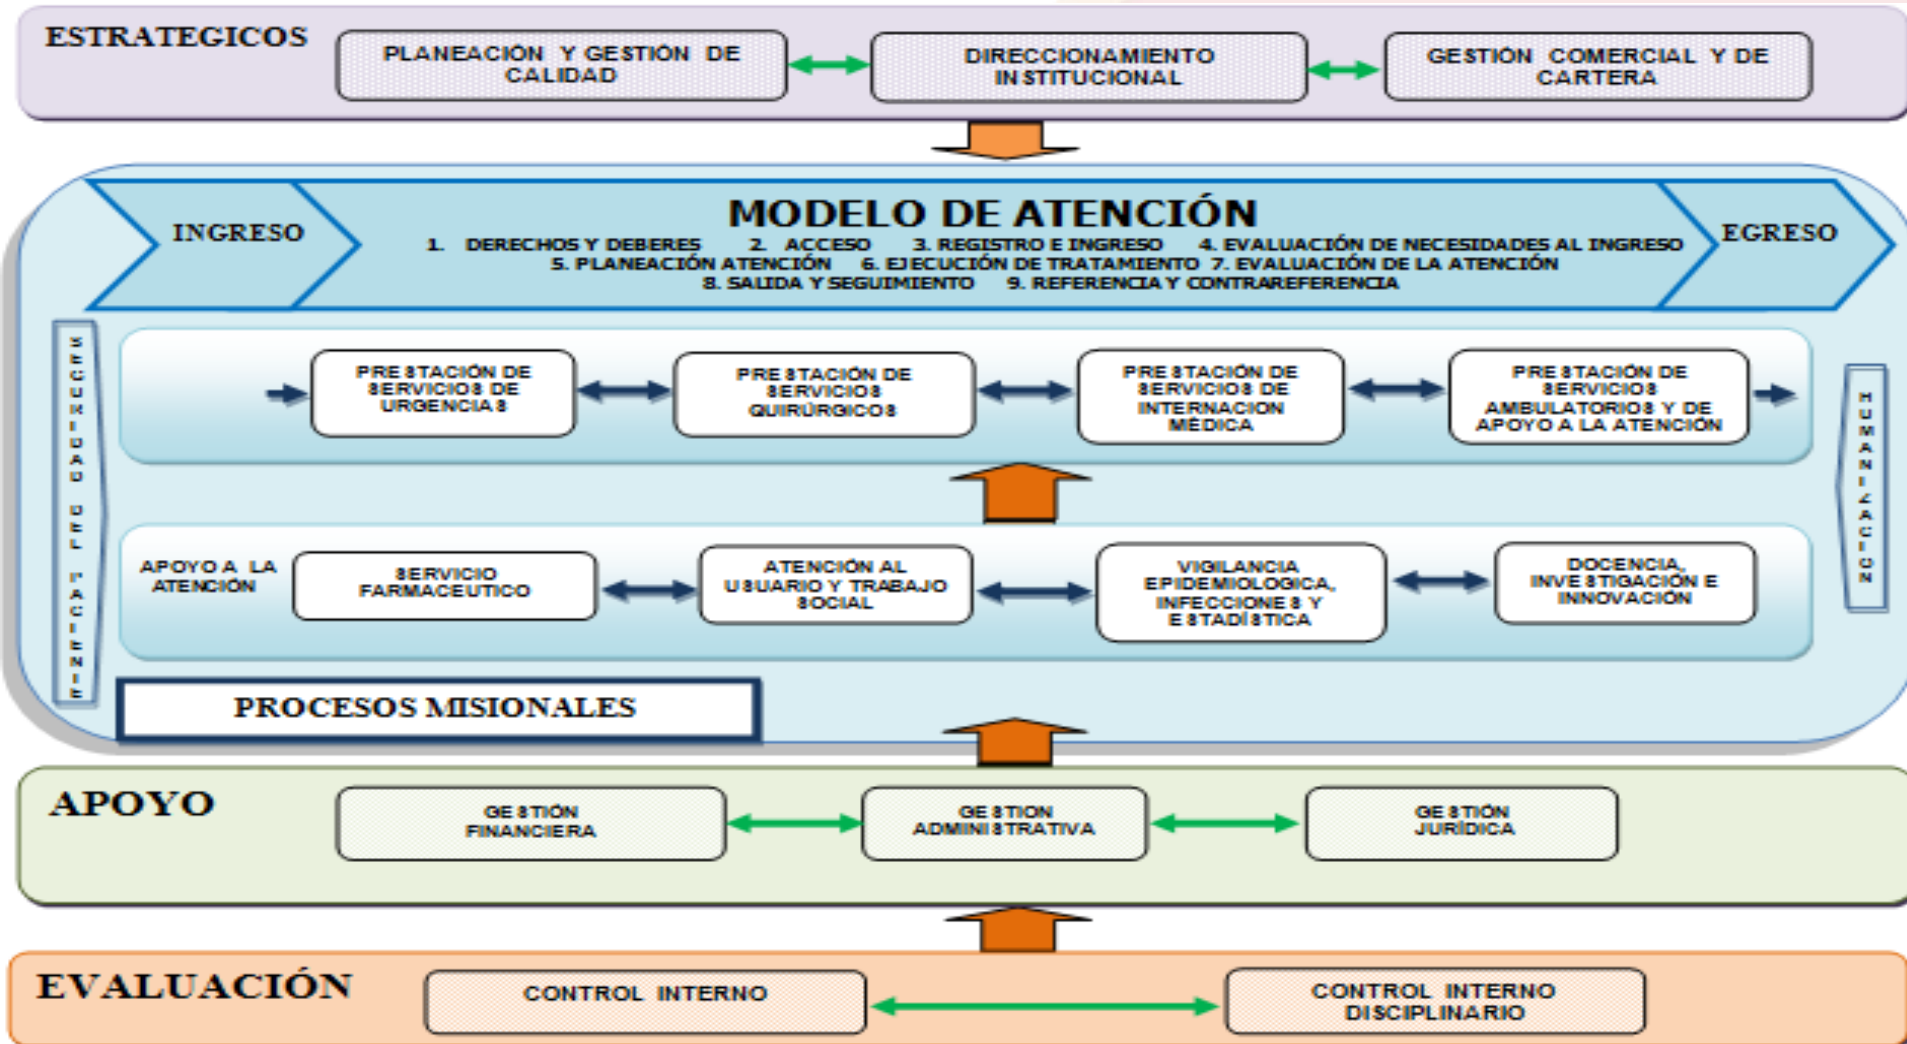 ESTRATEGICOS
PLANEACIÓN Y GESTIÓN DE
CALIDAD
DIRECCIONAMIENTO
INSTITUCIONAL
GESTIÓN COMERCIAL Y DE
CARTERA
INGRESO
MODELO DE ATENCIÓN
1. DERECHOS Y DEBERES 2. ACCESO 3. REGISTRO E INGRESO 4. EVALUACIÓN DE NECESIDADES AL INGRESO
5. PLANEACIÓN ATENCIÓN 6. EJECUCIÓN DE TRATAMIENTO 7. EVALUACIÓN DE LA ATENCIÓN
8. SALIDA Y SEGUIMIENTO 9. REFERENCIA Y CONTRAREFERENCIA
EGRESO
SEGURIDAD DEL PACIENTE
PRESTACIÓN DE
SERVICIOS DE
URGENCIAS
PRESTACIÓN DE
SERVICIOS
QUIRÚRGICOS
PRESTACIÓN DE
SERVICIOS DE
INTERNACION
MÉDICA
PRESTACIÓN DE
SERVICIOS
AMBULATORIOS Y DE
APOYO A LA ATENCIÓN
HUMANIZACION
APOYO A LA
ATENCIÓN
SERVICIO
FARMACEUTICO
ATENCIÓN AL
USUARIO Y TRABAJO
SOCIAL
VIGILANCIA
EPIDEMIOLOGICA,
INFECCIONES Y
ESTADÍSTICA
DOCENCIA,
INVESTIGACIÓN E
INNOVACIÓN
PROCESOS MISIONALES
APOYO
GESTIÓN
FINANCIERA
GESTION
ADMINISTRATIVA
GESTIÓN
JURÍDICA
EVALUACIÓN
CONTROL INTERNO
CONTROL INTERNO
DISCIPLINARIO